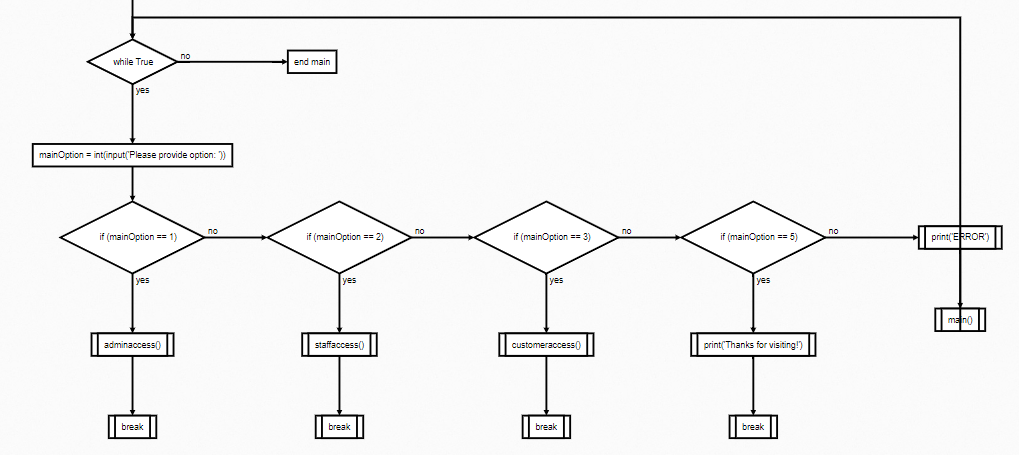 while True
no
end main
yes
mainOption = int(input('Please provide option: '))
if (mainOption == 1)
no
if (mainOption == 2)
no
if (mainOption == 3)
no
if (mainOption == 5)
no
print('ERROR')
yes
yes
yes
yes
main()
adminaccess()
staffaccess()
customeraccess()
print('Thanks for visiting!')
break
break
break
break